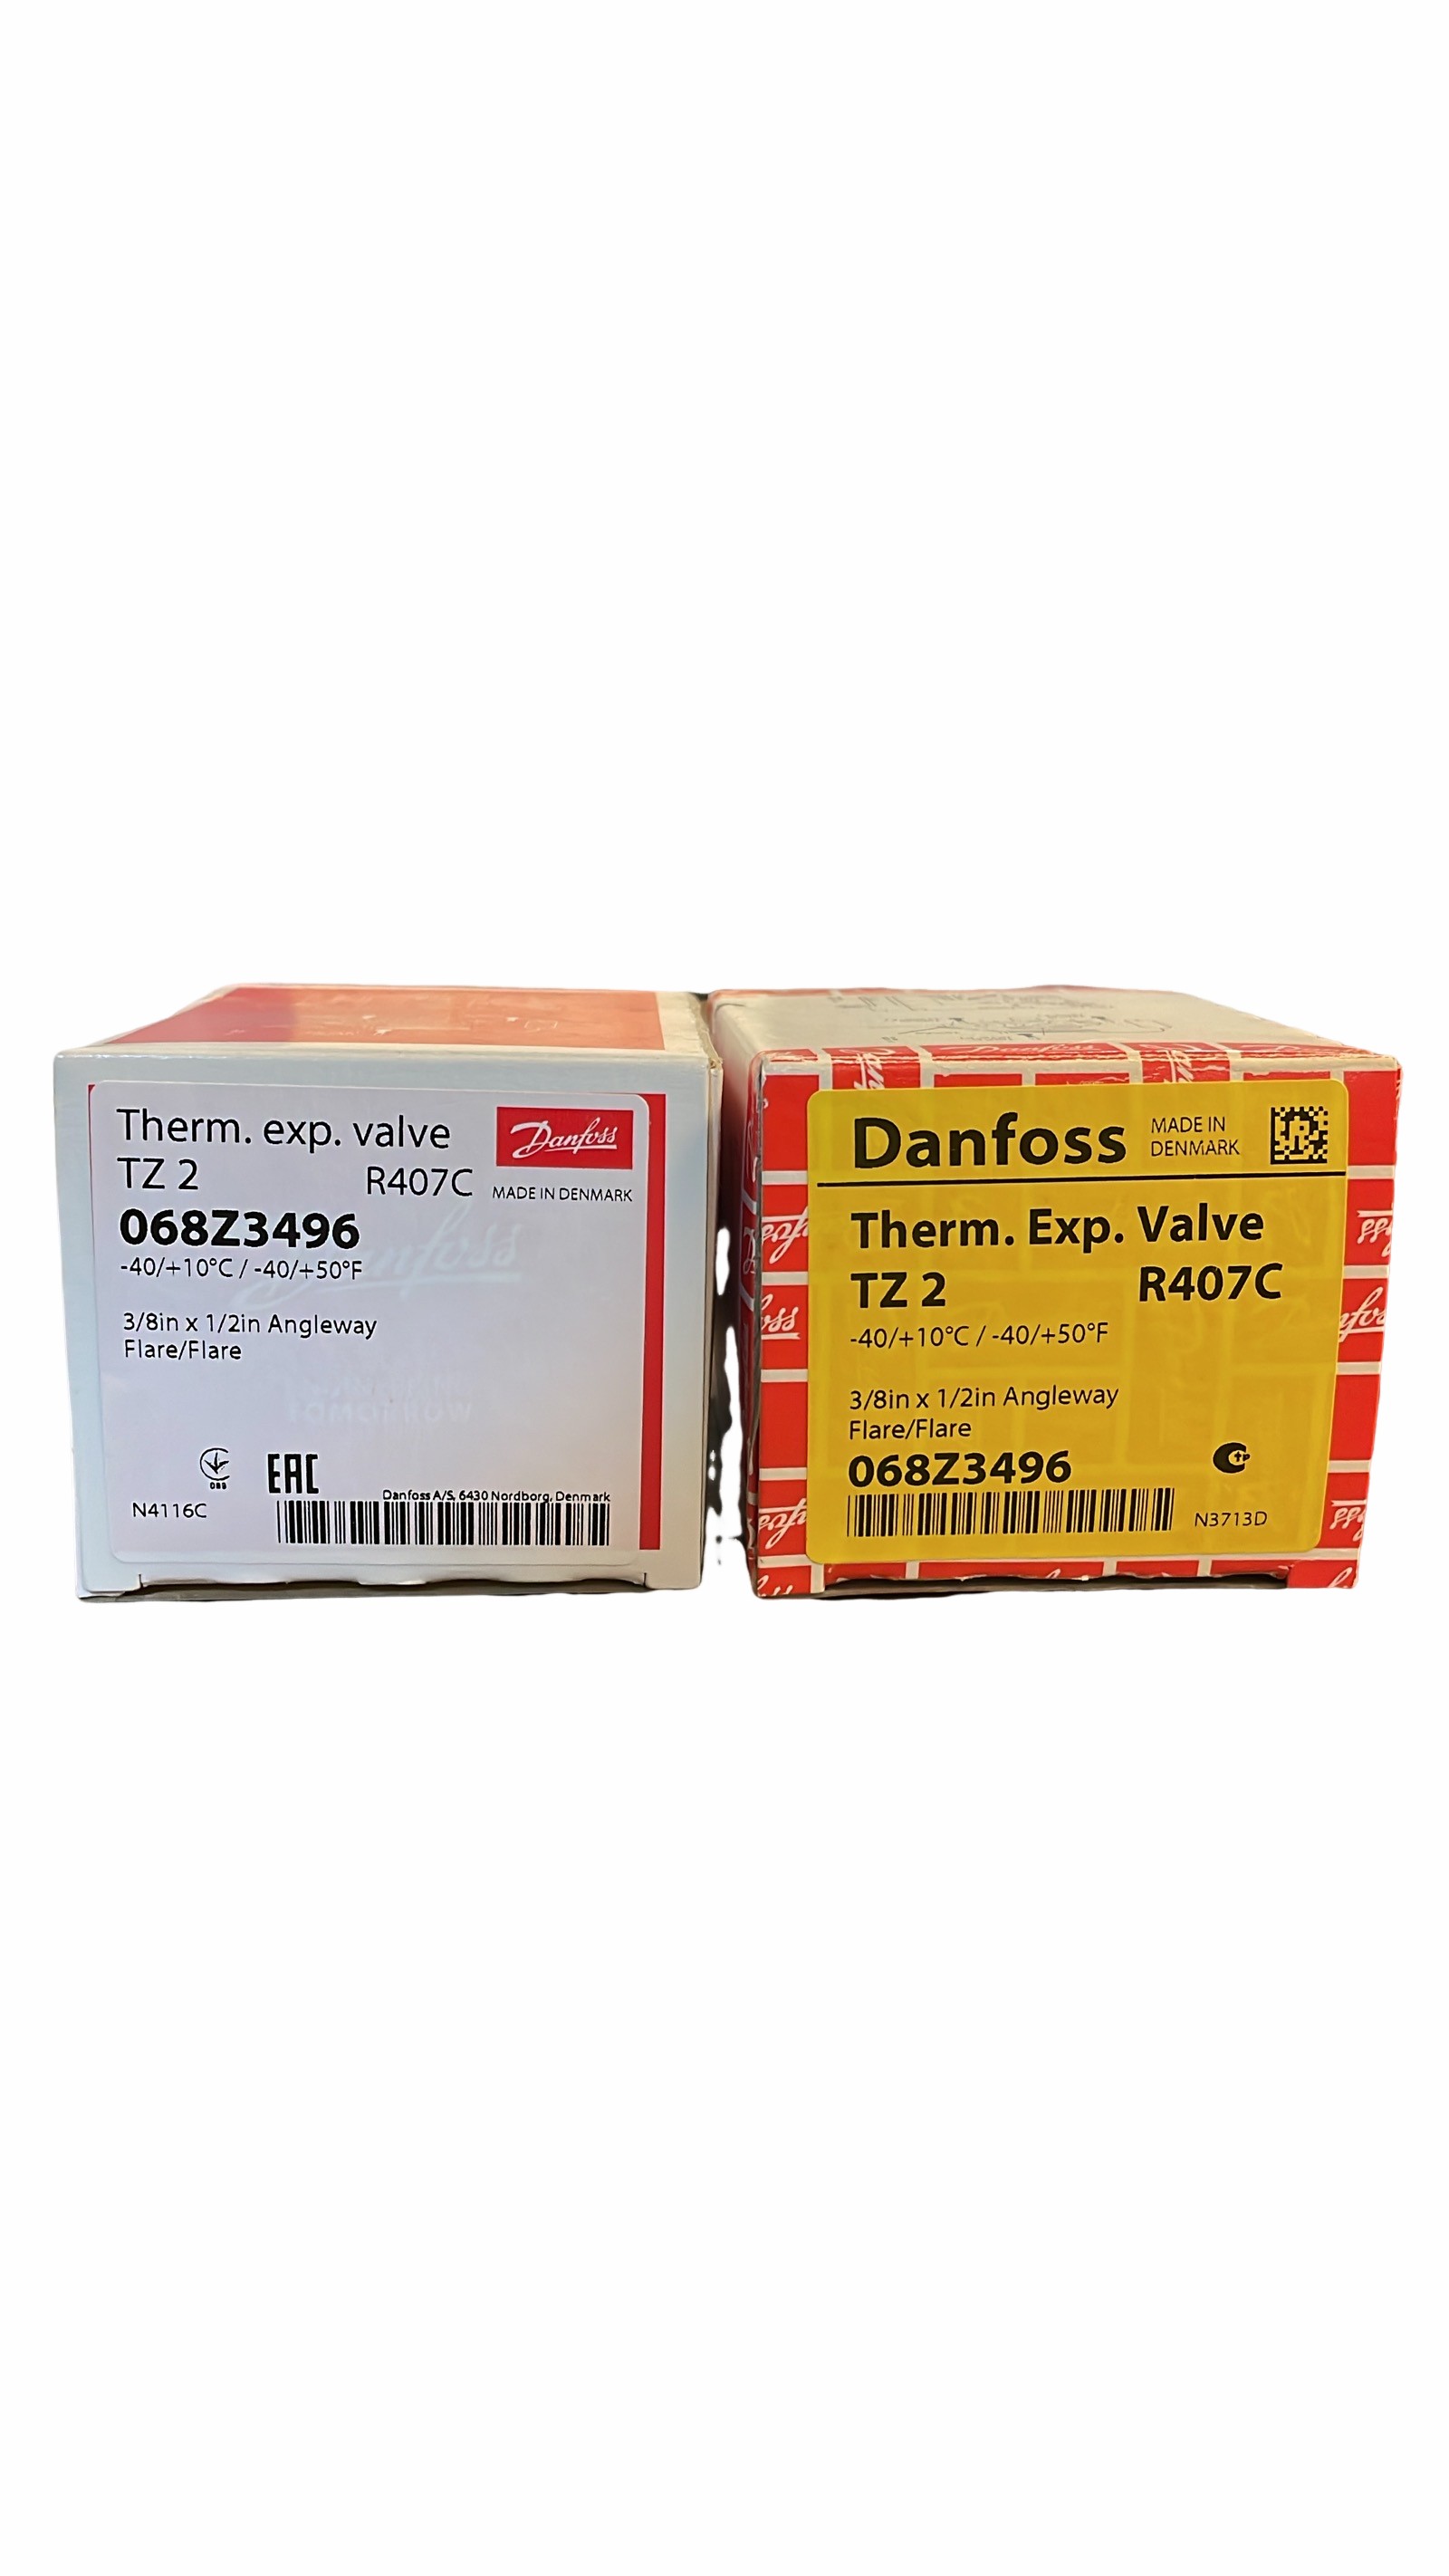 Therm. exp. valve
Danfoss
TZ 2 R407C
MADE IN DENMARK
068Z3496
-40/+10°C / -40/+50°F
3/8in x 1/2in Angleway
Flare/Flare
EAC
Danfoss A/S, 6430 Nordborg, Denmark
N4116C
Danfoss
MADE IN
DENMARK
Therm. Exp. Valve
TZ 2 R407C
-40/+10°C / -40/+50°F
3/8in x 1/2in Angleway
Flare/Flare
068Z3496
N3713D
Danfoss